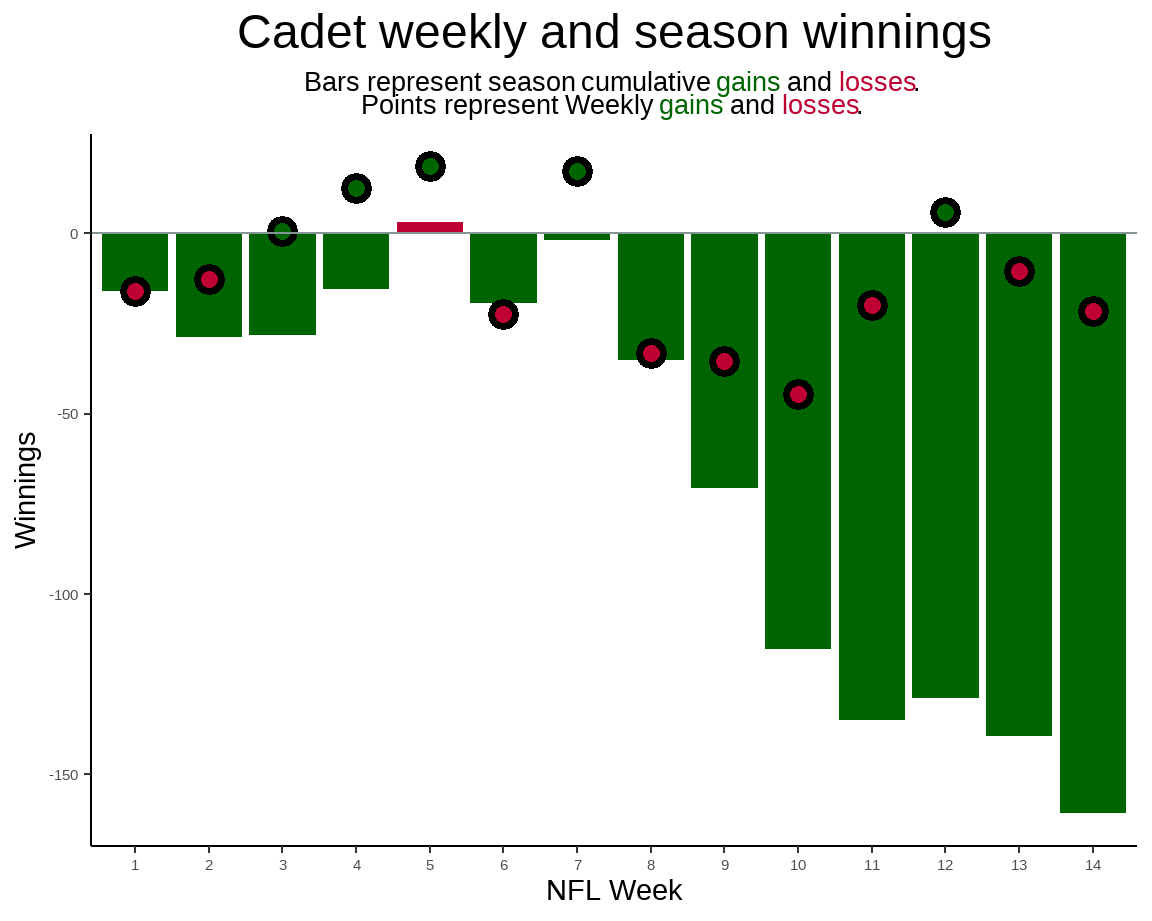 Cadet weekly and season winnings
Bars represent season cumulative gains and losses.
Points represent Weekly gains and losses.
Winnings
0
-50
-100
-150
1 2 3 4 5 6 7 8 9 10 11 12 13 14
NFL Week